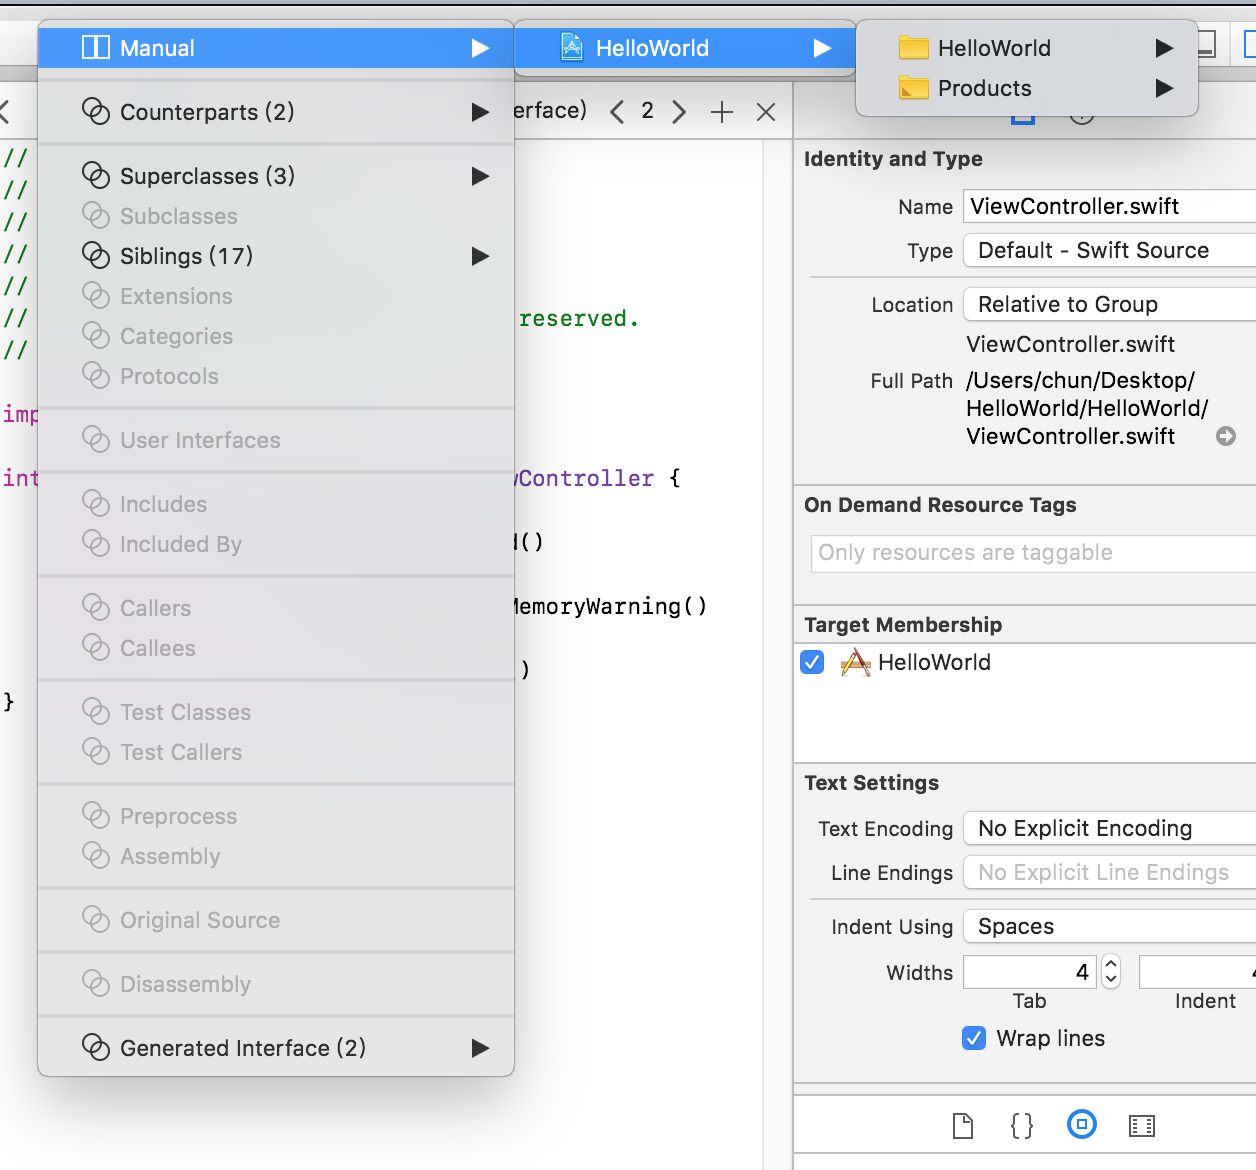 Manual
HelloWorld
HelloWorld
Products
Counterparts (2)
erface)
2
Superclasses (3)
Subclasses
Siblings (17)
Extensions
Categories
Protocols
User Interfaces
Includes
Included By
Callers
Callees
Test Classes
Test Callers
Preprocess
Assembly
Original Source
Disassembly
Generated Interface (2)
//
//
//
//
//
// reserved.
//
imp
int wController {
d()
MemoryWarning()
()
}
Identity and Type
Name ViewController.swift
Type Default - Swift Source
Location Relative to Group
ViewController.swift
Full Path /Users/chun/Desktop/
HelloWorld/HelloWorld/
ViewController.swift
On Demand Resource Tags
Only resources are taggable
Target Membership
HelloWorld
Text Settings
Text Encoding No Explicit Encoding
Line Endings No Explicit Line Endings
Indent Using Spaces
Widths 4 4
Tab Indent
Wrap lines
{}